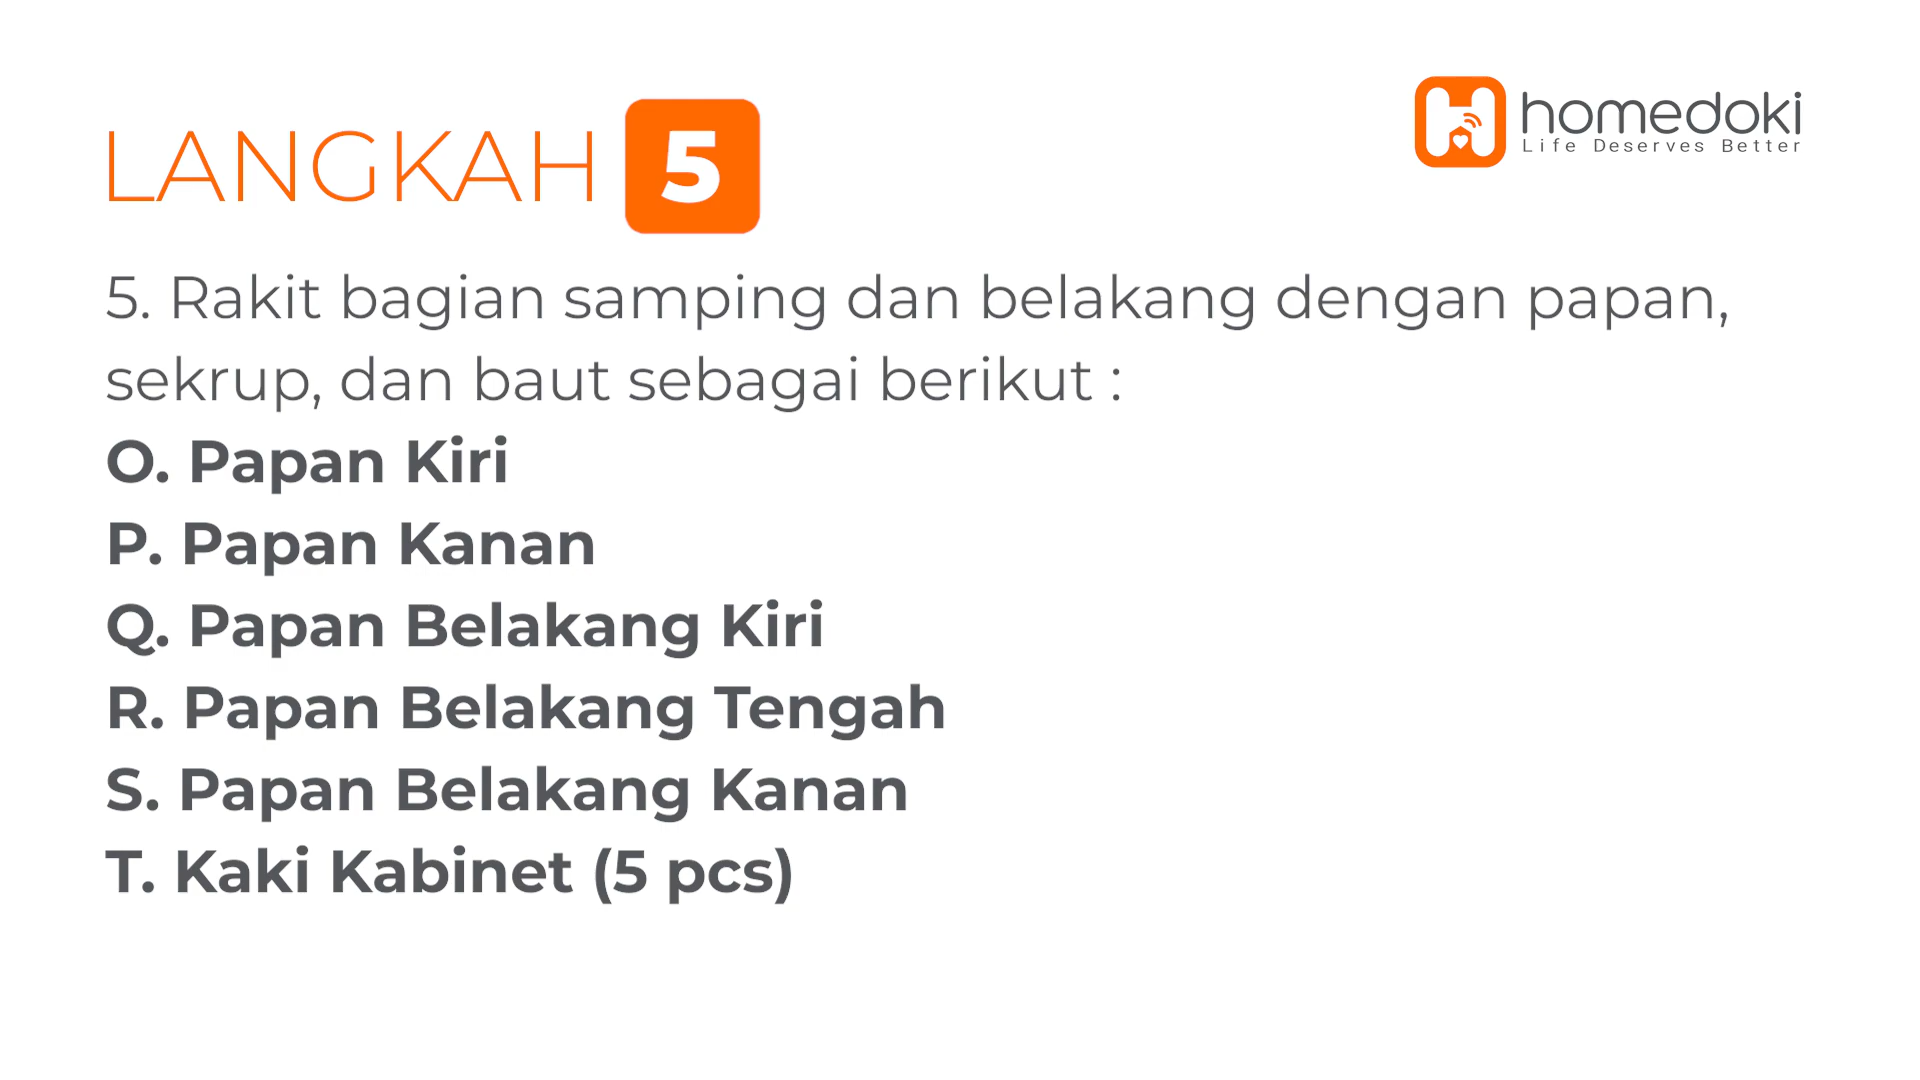 LANGKAH 5
homedoki
Life Deserves Better
5. Rakit bagian samping dan belakang dengan papan,
sekrup, dan baut sebagai berikut :
O. Papan Kiri
P. Papan Kanan
Q. Papan Belakang Kiri
R. Papan Belakang Tengah
S. Papan Belakang Kanan
T. Kaki Kabinet (5 pcs)